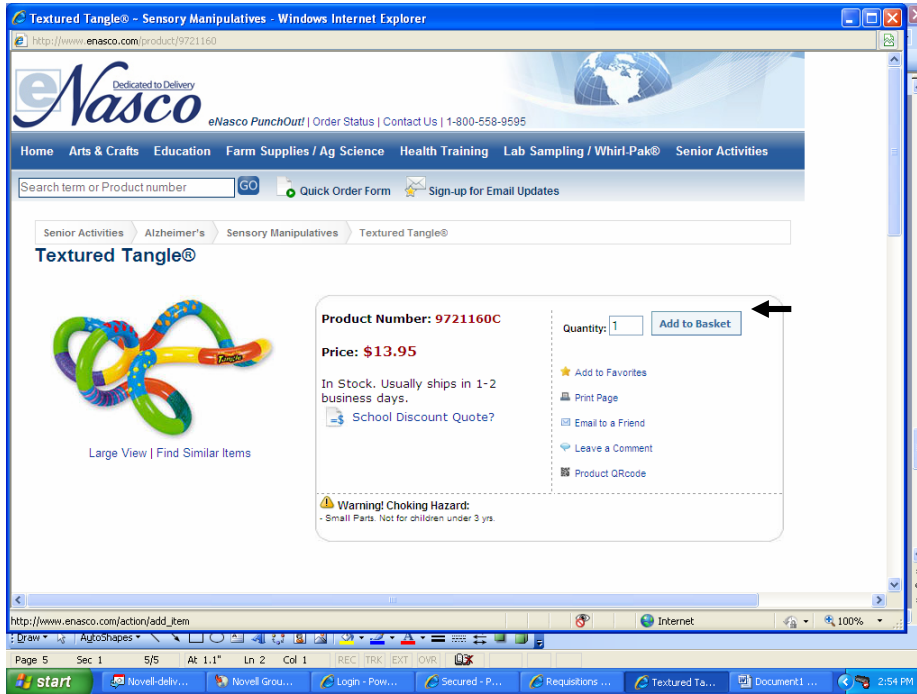 Textured Tangle® - Sensory Manipulatives - Windows Internet Explorer
http://www.enasco.com/product/9721160
eNasco
Dedicated to Delivery
eNasco PunchOut! | Order Status | Contact Us | 1-800-558-9595
Home Arts & Crafts Education Farm Supplies / Ag Science Health Training Lab Sampling / Whirl-Pak® Senior Activities
Search term or Product number GO Quick Order Form Sign-up for Email Updates
Senior Activities Alzheimer's Sensory Manipulatives Textured Tangle®
Textured Tangle®
Tangle
Large View | Find Similar Items
Product Number: 9721160C
Price: $13.95
In Stock. Usually ships in 1-2
business days.
School Discount Quote?
Quantity: 1 Add to Basket
Add to Favorites
Print Page
Email to a Friend
Leave a Comment
Product QRcode
Warning! Choking Hazard:
- Small Parts. Not for children under 3 yrs.
http://www.enasco.com/action/add_item Internet 100%
Draw AutoShapes
Page 5 Sec 1 5/5 At 1.1" Ln 2 Col 1 REC TRK EXT OVR
start Novell-deliv... Novell Grou... Login - Pow... Secured - P... Requisitions ... Textured Ta... Document1 ... 2:54 PM